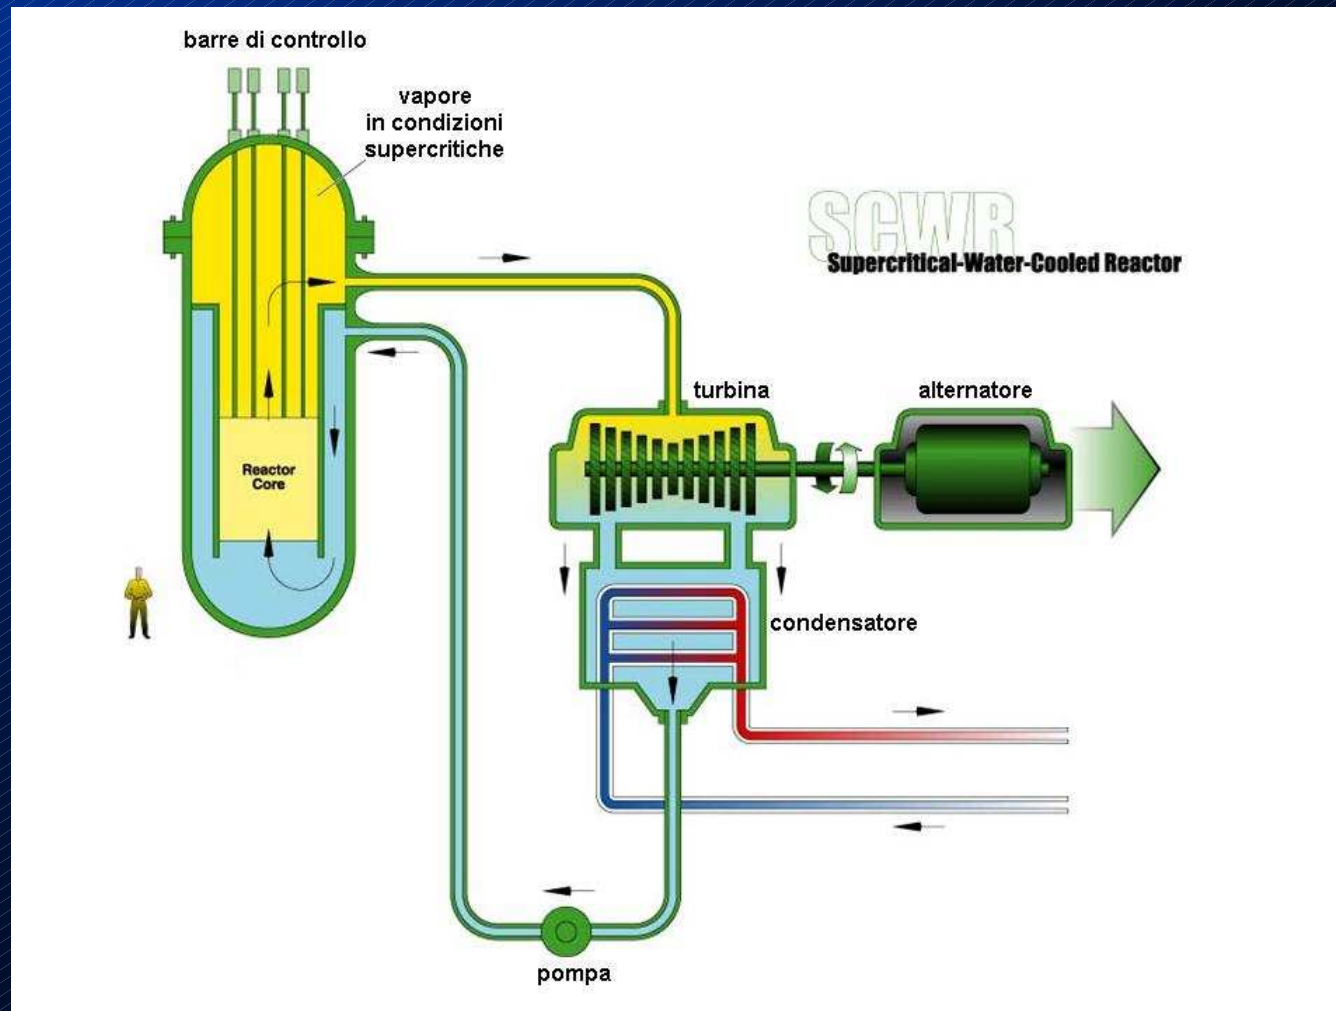 barre di controllo
vapore
in condizioni
supercritiche
SCWR
Supercritical-Water-Cooled Reactor
turbina
alternatore
Reactor
Core
condensatore
pompa